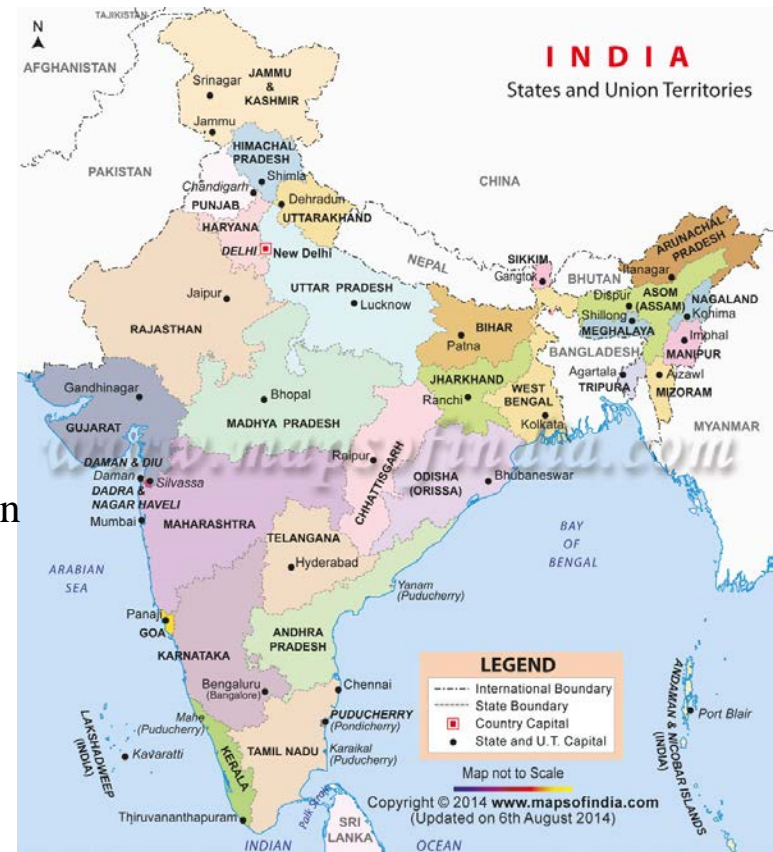 TAJIKISTAN
N
INDIA
States and Union Territories
AFGHANISTAN
JAMMU
&
KASHMIR
Srinagar
Jammu
HIMACHAL
PRADESH
Shimla
PAKISTAN
CHINA
Chandigarh
PUNJAB
Dehradun
UTTARAKHAND
HARYANA
DELHI
New Delhi
ARUNACHAL
PRADESH
NEPAL
SIKKIM
Gangtok
BHUTAN
Itanagar
UTTAR PRADESH
Lucknow
Jaipur
RAJASTHAN
Dispur
ASOM
(ASSAM)
NAGALAND
Shillong
Kohima
MEGHALAYA
BIHAR
Patna
Imphal
MANIPUR
BANGLADESH
Agartala
TRIPURA
Aizawl
MIZORAM
JHARKHAND
Ranchi
WEST
BENGAL
Kolkata
Gandhinagar
GUJARAT
Bhopal
MADHYA PRADESH
MYANMAR
www.mapsofindia.com
Raipur
CHHATTISGARH
ODISHA
(ORISSA)
Bhubaneswar
DAMAN & DIU
Daman
Silvassa
DADRA &
NAGAR HAVELI
n
Mumbai
MAHARASHTRA
TELANGANA
Hyderabad
BAY
OF
BENGAL
ARABIAN
SEA
Yanam
(Puducherry)
Panaji
GOA
KARNATAKA
ANDHRA
PRADESH
Bengaluru
(Bangalore)
Chennai
LEGEND
International Boundary
State Boundary
Country Capital
State and U.T. Capital
Mahe
(Puducherry)
PUDUCHERRY
(Pondicherry)
LAKSHADWEEP
(INDIA)
Kavaratti
KERALA
TAMIL NADU
Karaikal
(Puducherry)
ANDAMAN & NICOBAR ISLANDS
(INDIA)
Port Blair
Map not to Scale
Copyright © 2014 www.mapsofindia.com
(Updated on 6th August 2014)
Thiruvananthapuram
Palk Strait
SRI
LANKA
INDIAN
OCEAN